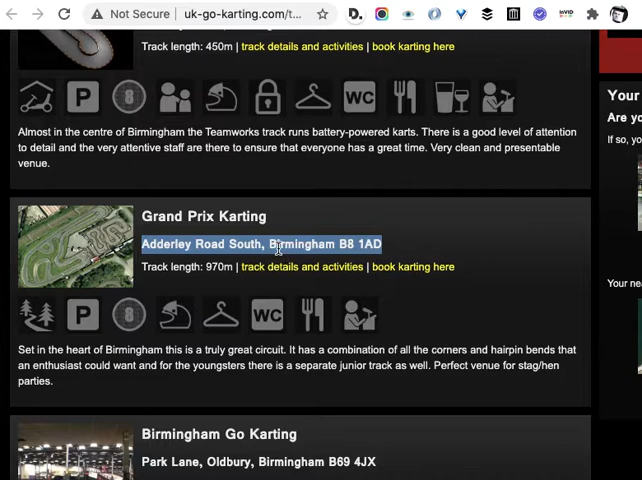 Not Secure | uk-go-karting.com/t...
Track length: 450m | track details and activities | book karting here
P 8 WC
Almost in the centre of Birmingham the Teamworks track runs battery-powered karts. There is a good level of attention
to detail and the very attentive staff are there to ensure that everyone has a great time. Very clean and presentable
venue.
Grand Prix Karting
Adderley Road South, Birmingham B8 1AD
Track length: 970m | track details and activities | book karting here
P 8 WC
Set in the heart of Birmingham this is a truly great circuit. It has a combination of all the corners and hairpin bends that
an enthusiast could want and for the youngsters there is a separate junior track as well. Perfect venue for stag/hen
parties.
Birmingham Go Karting
Park Lane, Oldbury, Birmingham B69 4JX
Your
Are yo
If so, yo
Your nea